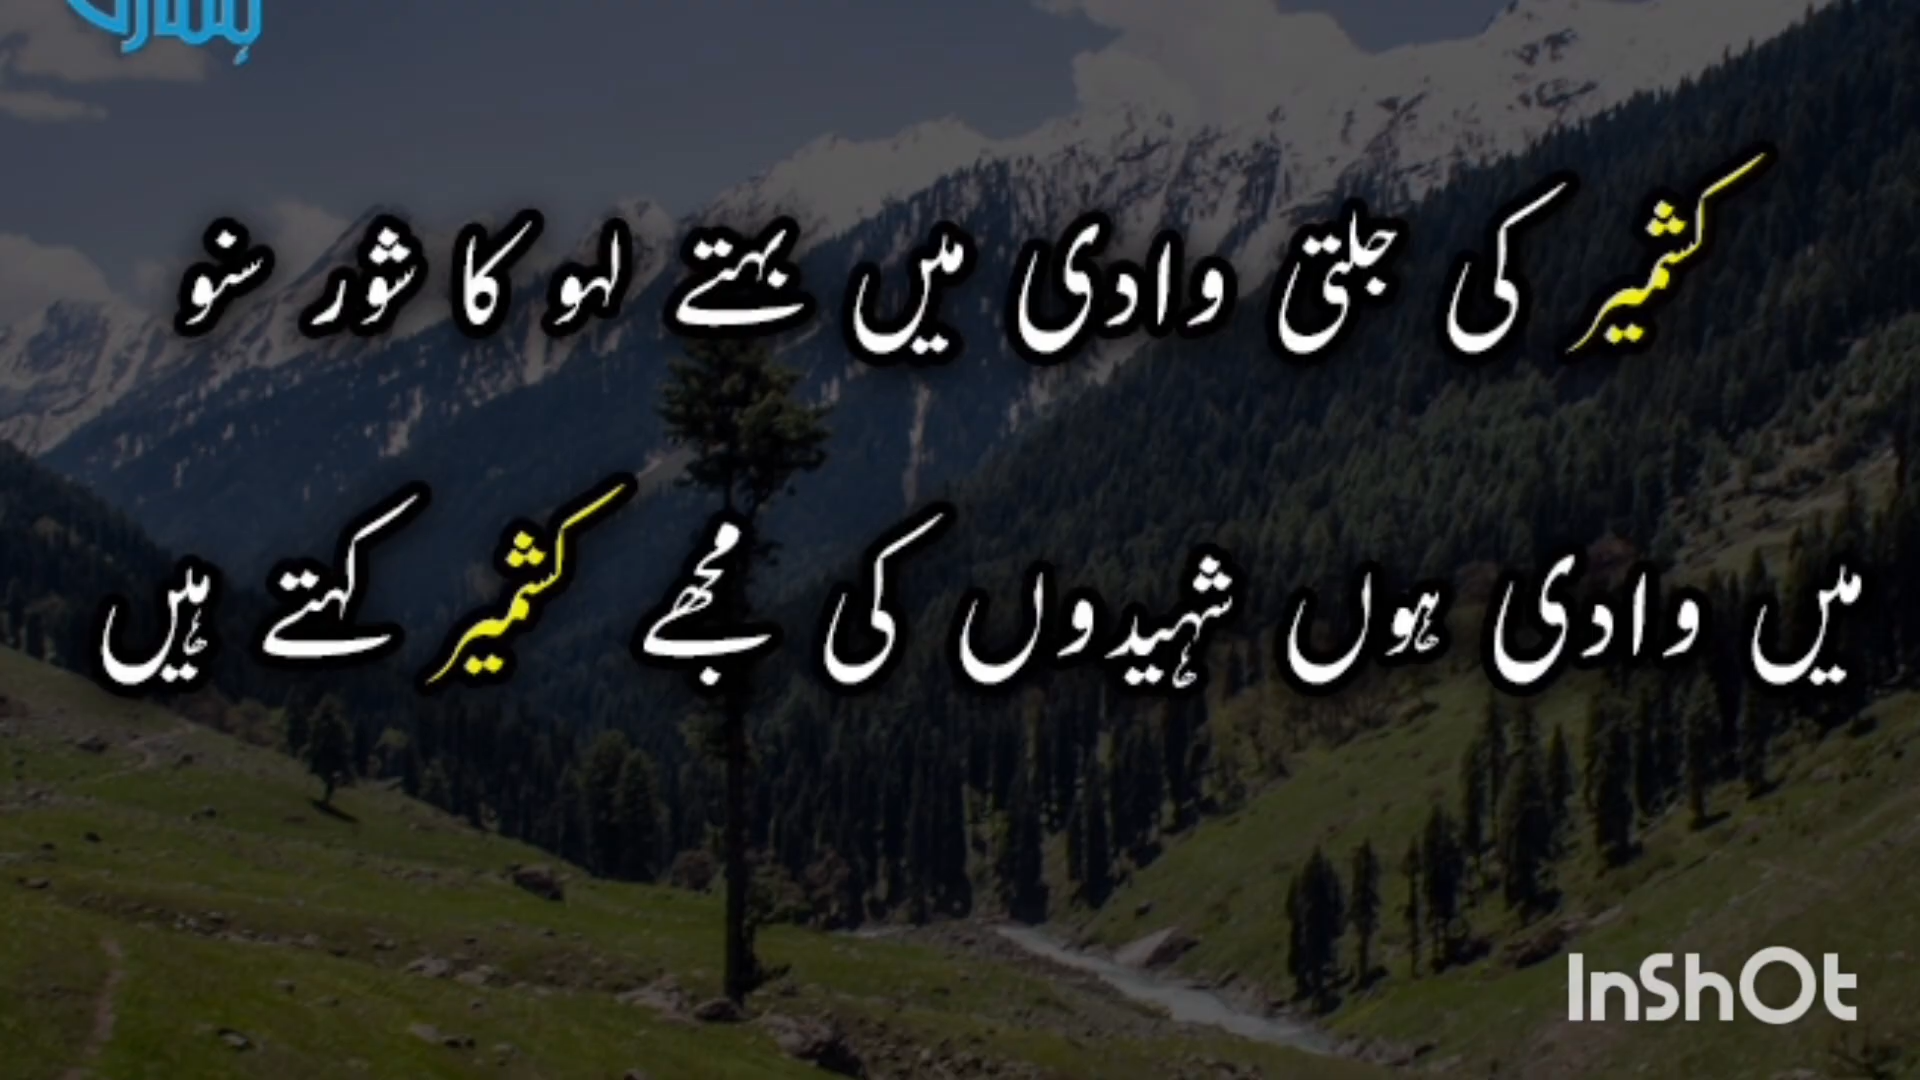 کشمیر کی جلتی وادی میں بہتے لہو کا شور سنو
میں وادی ہوں شہیدوں کی مجھے کشمیر کہتے ہیں
InShOt